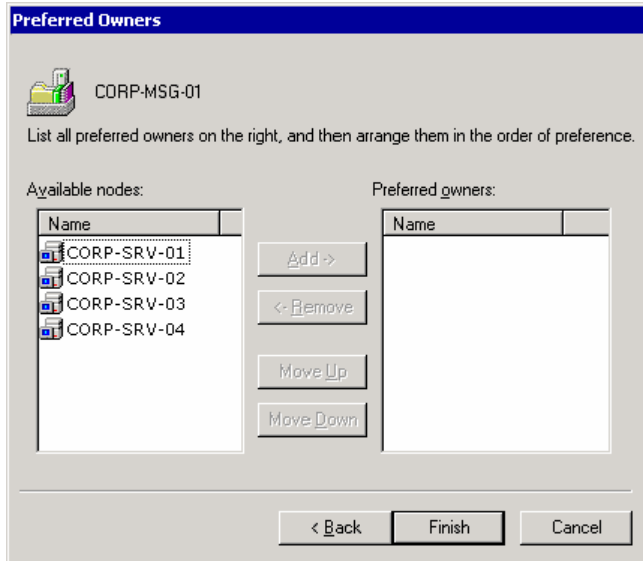 Preferred Owners
CORP-MSG-01
List all preferred owners on the right, and then arrange them in the order of preference.
Available nodes:
Preferred owners:
Name
Name
CORP-SRV-01
CORP-SRV-02
CORP-SRV-03
CORP-SRV-04
Add ->
<- Remove
Move Up
Move Down
< Back
Finish
Cancel